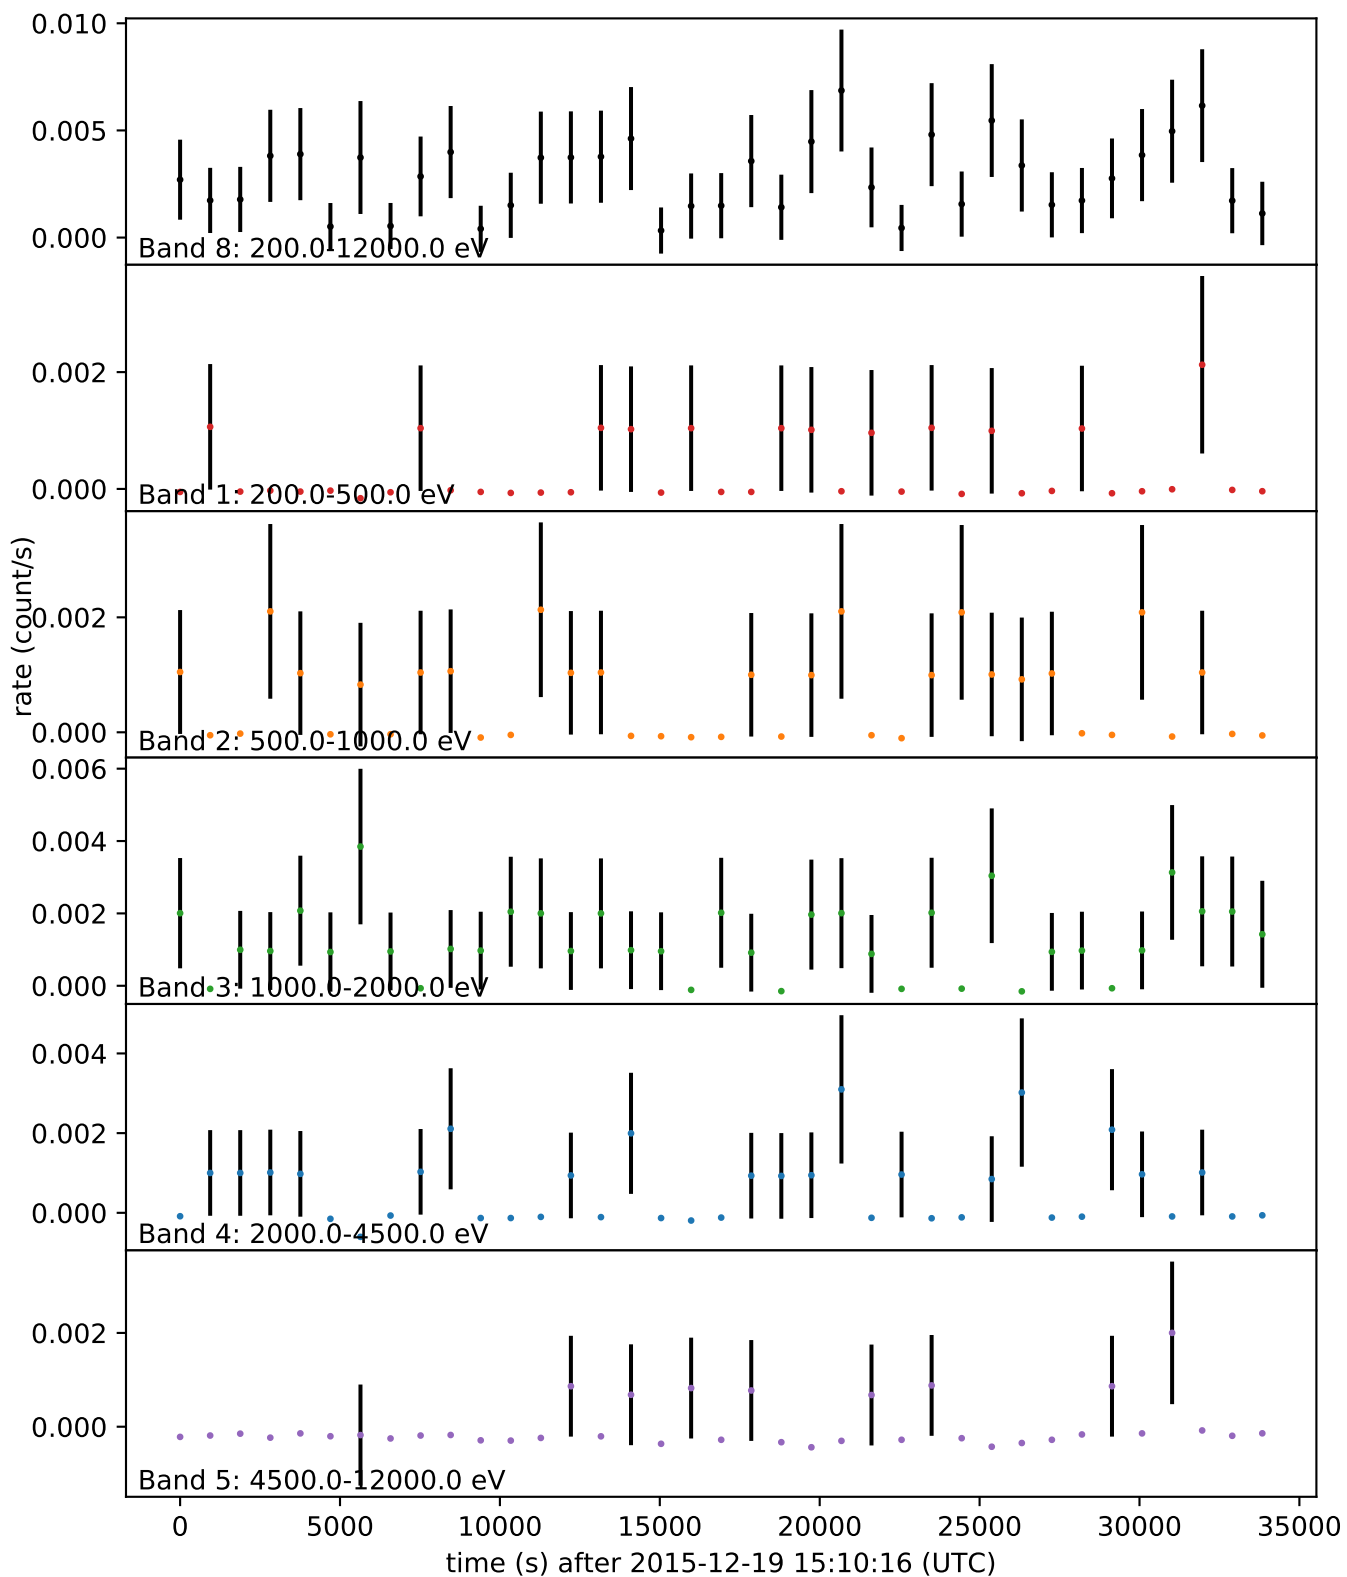 0.010
0.005
0.000
Band 8: 200.0-12000.0 eV
0.002
0.000
Band 1: 200.0-500.0 eV
rate (count/s)
0.002
0.000
Band 2: 500.0-1000.0 eV
0.006
0.004
0.002
0.000
Band 3: 1000.0-2000.0 eV
0.004
0.002
0.000
Band 4: 2000.0-4500.0 eV
0.002
0.000
Band 5: 4500.0-12000.0 eV
0 5000 10000 15000 20000 25000 30000 35000
time (s) after 2015-12-19 15:10:16 (UTC)